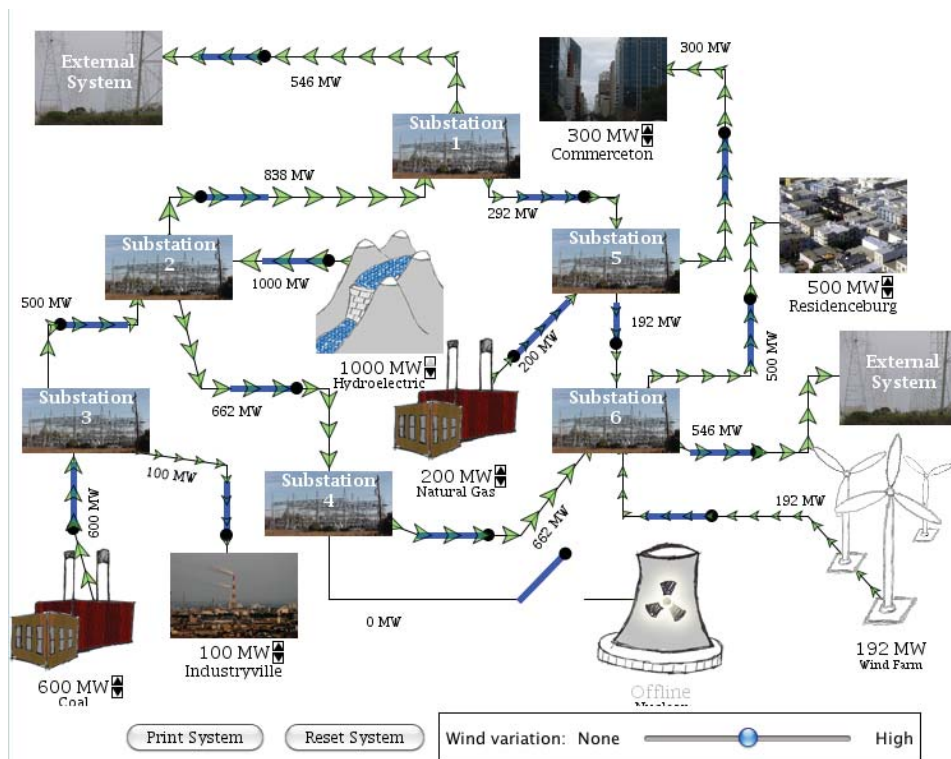 External
System
546 MW
Substation
1
300 MW
300 MW
Commerceton
838 MW
292 MW
Substation
2
1000 MW
Substation
5
500 MW
Residenceburg
500 MW
192 MW
200 MW
500 MW
1000 MW
Hydroelectric
External
System
Substation
3
662 MW
Substation
6
546 MW
100 MW
200 MW
Natural Gas
600 MW
Substation
4
662 MW
192 MW
0 MW
100 MW
Industryville
192 MW
Wind Farm
600 MW
Coal
Offline
Nuclear
Print System
Reset System
Wind variation: None
High